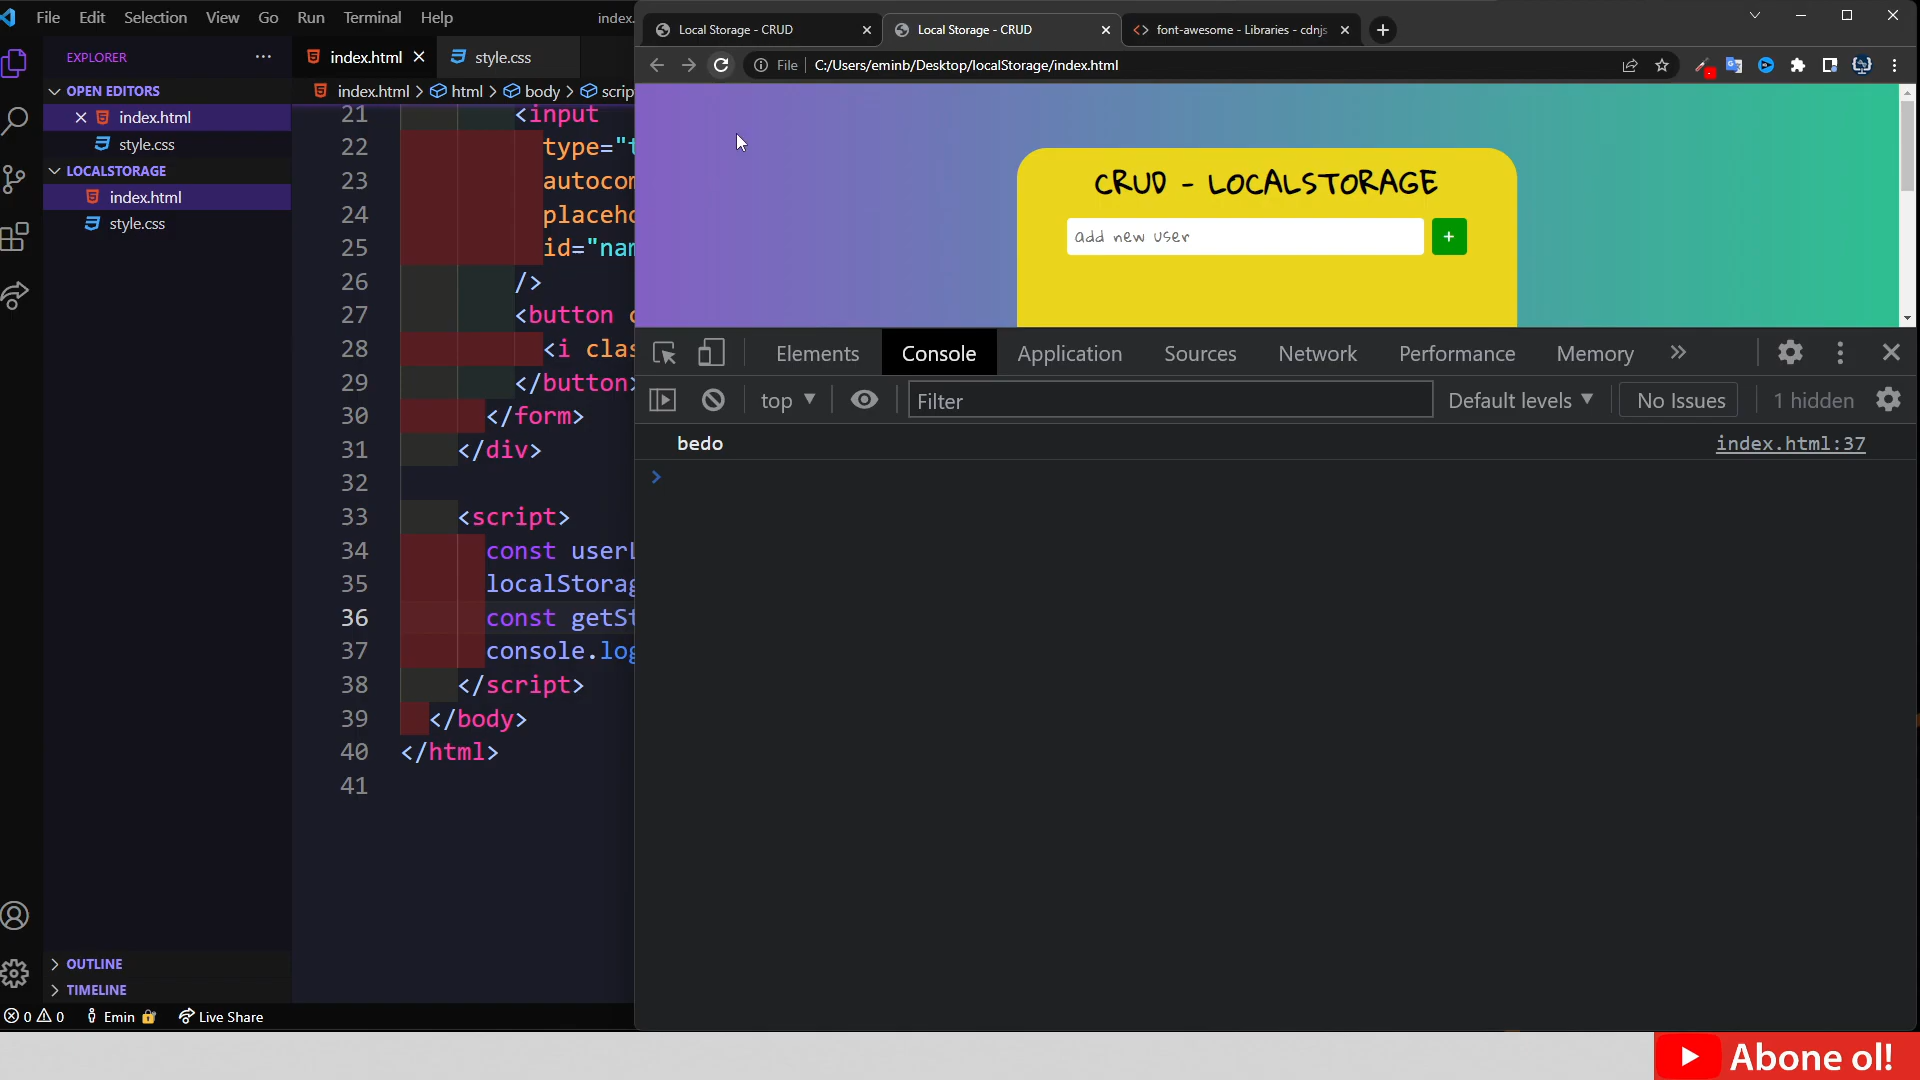 File Edit Selection View Go Run Terminal Help
index.
EXPLORER
OPEN EDITORS
index.html
style.css
LOCALSTORAGE
index.html
style.css
OUTLINE
TIMELINE
index.html
style.css
index.html > html > body > scrip
21 <input
22 type="t
23 autocom
24 placeho
25 id="nam
26 />
27 <button c
28 <i clas
29 </button>
30 </form>
31 </div>
32
33 <script>
34 const userL
35 localStorag
36 const getSt
37 console.log
38 </script>
39 </body>
40 </html>
41
0 0 Emin Live Share
Local Storage - CRUD
Local Storage - CRUD
font-awesome - Libraries - cdnjs
File C:/Users/eminb/Desktop/localStorage/index.html
CRUD - LOCALSTORAGE
add new user
+
Elements Console Application Sources Network Performance Memory
top Filter Default levels No Issues 1 hidden
bedo index.html:37
Abone ol!